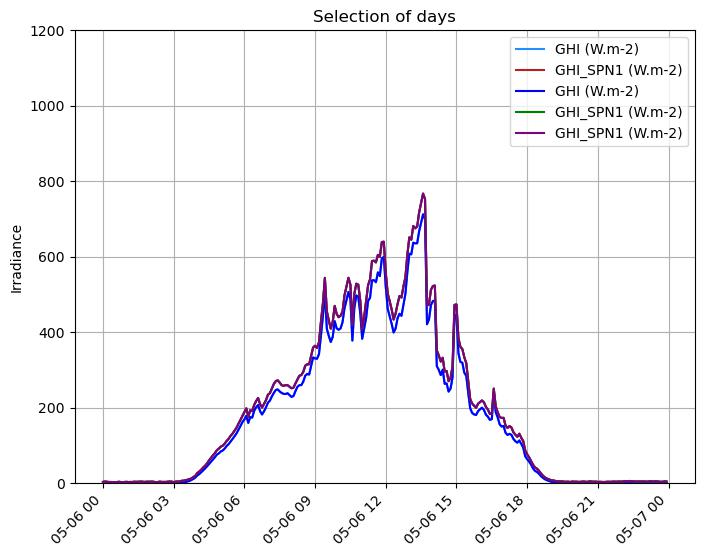 Selection of days
GHI (W.m-2)
GHI_SPN1 (W.m-2)
GHI (W.m-2)
GHI_SPN1 (W.m-2)
GHI_SPN1 (W.m-2)
Irradiance
1200
1000
800
600
400
200
0
05-06 00
05-06 03
05-06 06
05-06 09
05-06 12
05-06 15
05-06 18
05-06 21
05-07 00